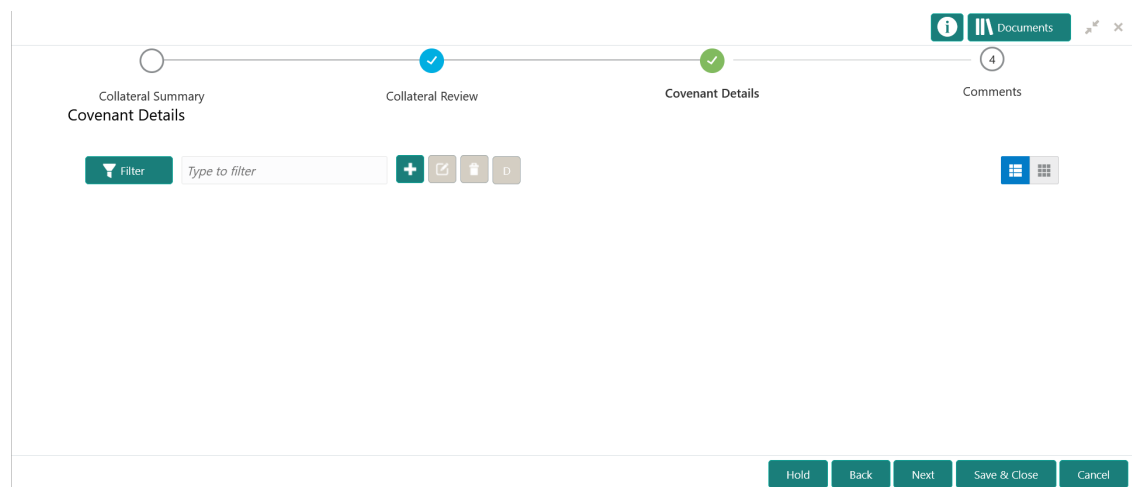 Documents
4
Collateral Summary
Collateral Review
Covenant Details
Comments
Covenant Details
Filter
Type to filter
D
Hold
Back
Next
Save & Close
Cancel